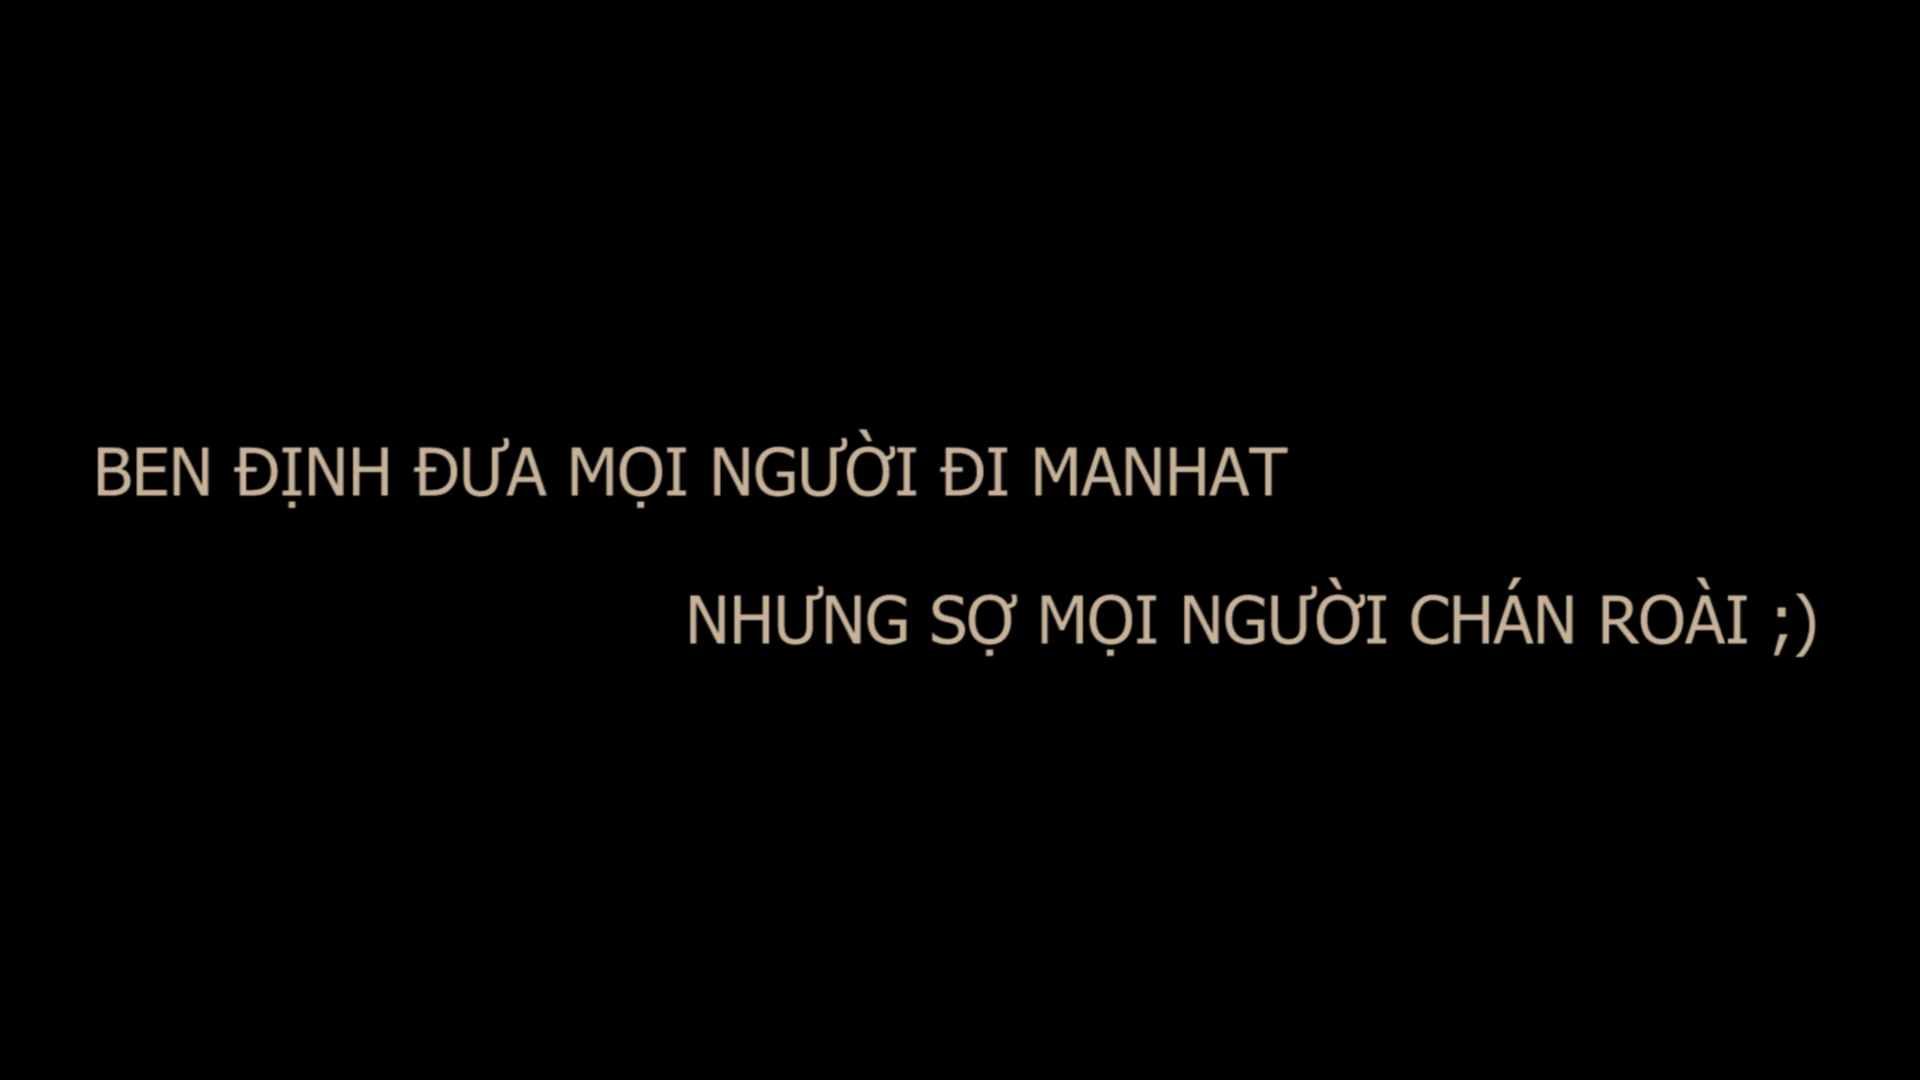 BEN ĐỊNH ĐƯA MỌI NGƯỜI ĐI MANHAT
NHƯNG SỢ MỌI NGƯỜI CHÁN ROÀI ;)